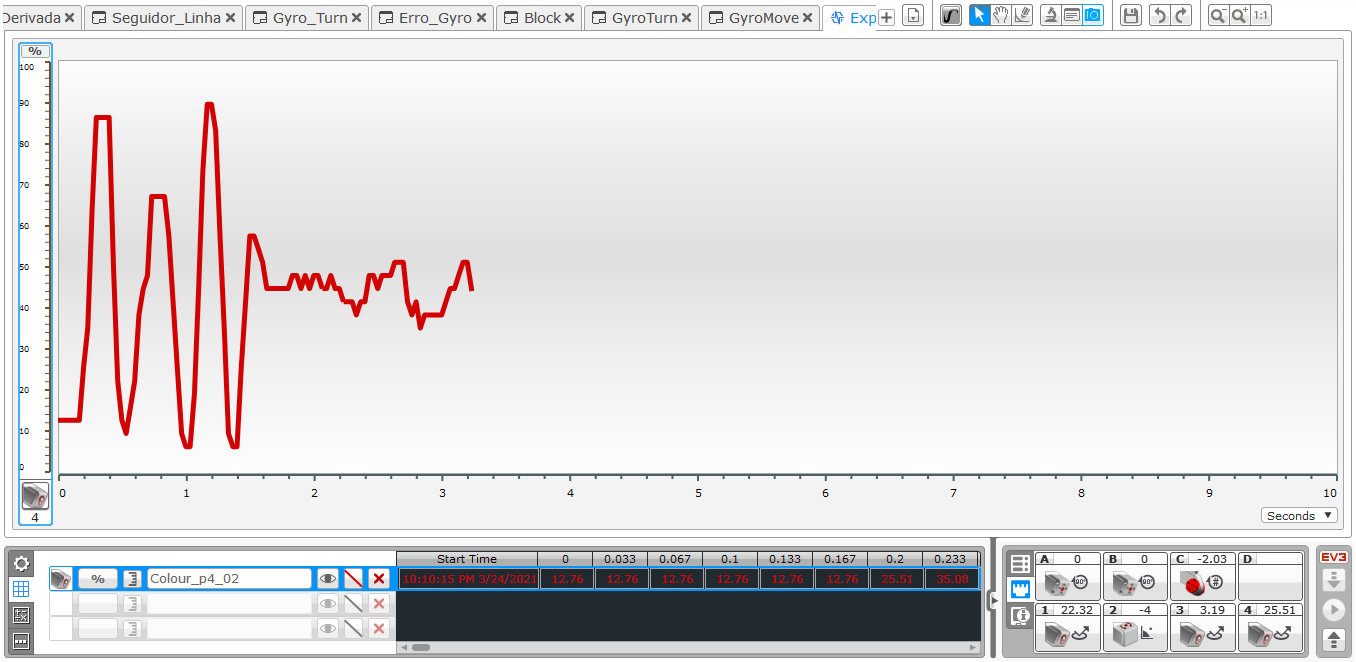 Derivada Seguidor_Linha Gyro_Turn Erro_Gyro Block GyroTurn GyroMove Exp 1:1
%
100
90
80
70
60
50
40
30
20
10
0
4
0 1 2 3 4 5 6 7 8 9 10
Seconds
Start Time 0 0.033 0.067 0.1 0.133 0.167 0.2 0.233
% Colour_p4_02 10:10:15 PM 3/24/2021 12.76 12.76 12.76 12.76 12.76 12.76 25.51 35.08
A 0 B 0 C -2.03 D
1 22.32 2 -4 3 3.19 4 25.51
EV3